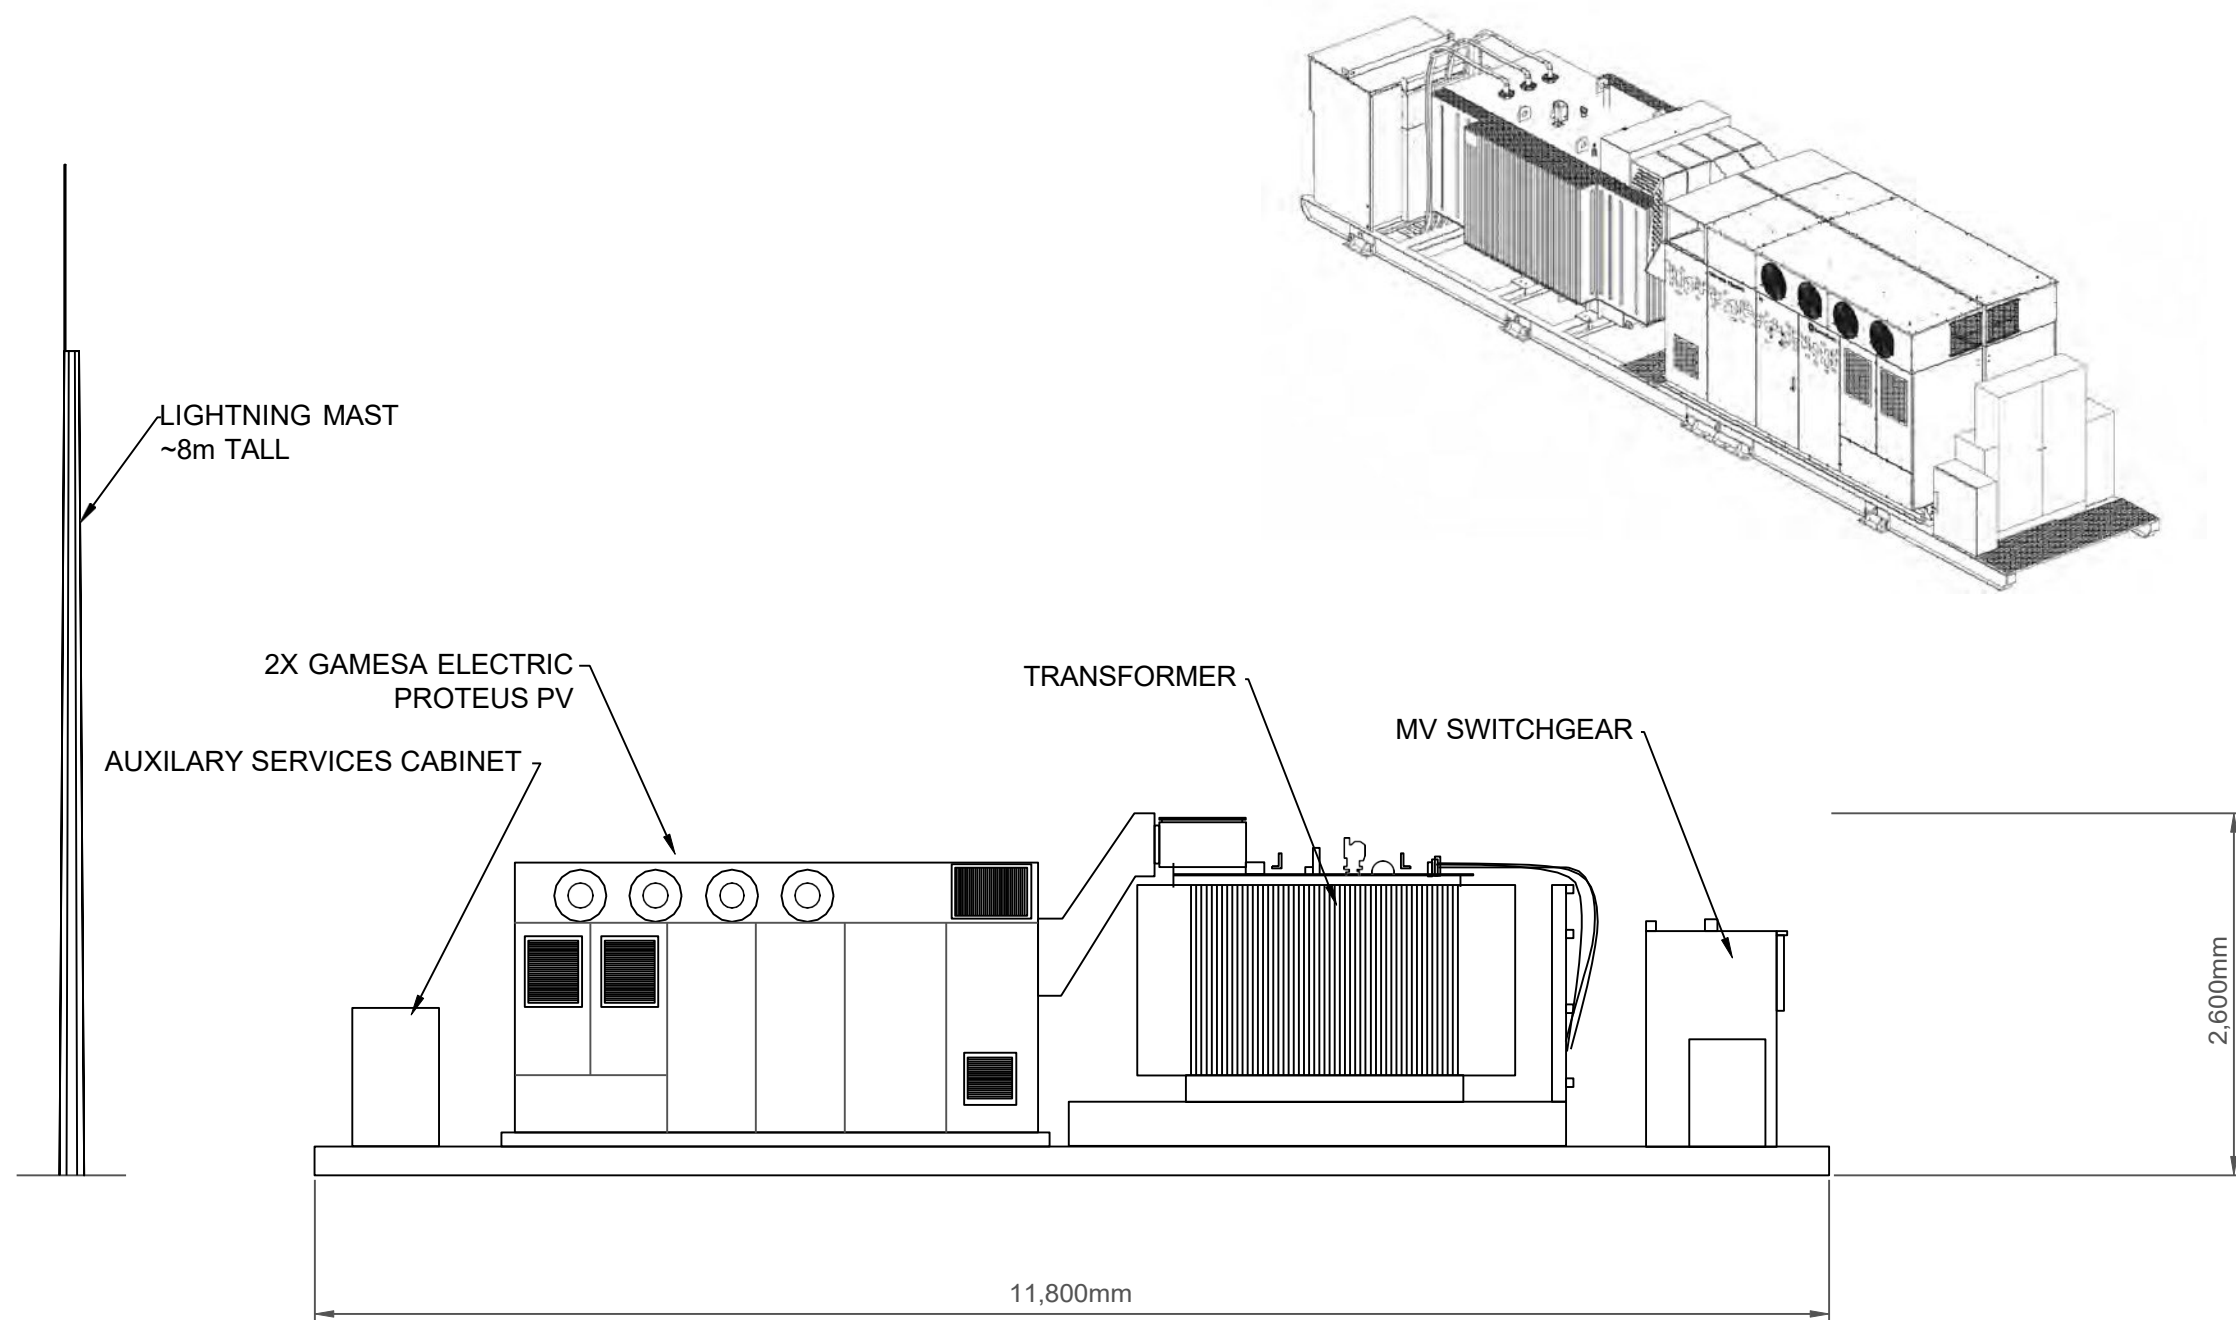 LIGHTNING MAST
~8m TALL
2X GAMESA ELECTRIC
PROTEUS PV
TRANSFORMER
MV SWITCHGEAR
AUXILARY SERVICES CABINET
2,600mm
11,800mm